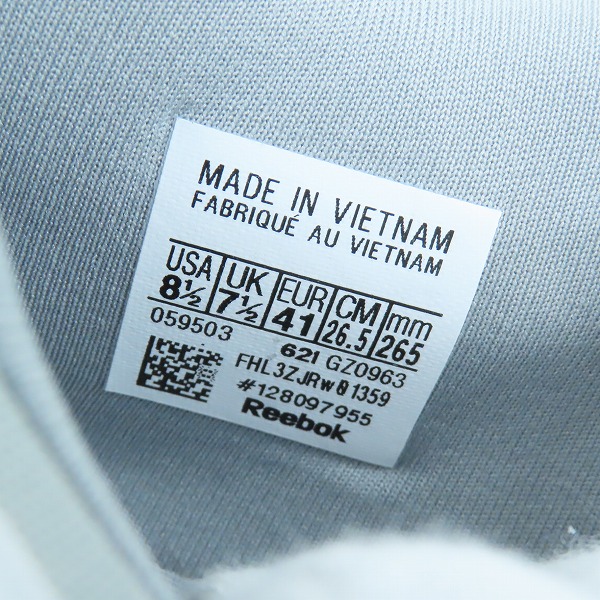 MADE IN VIETNAM
FABRIQUÉ AU VIETNAM
USA UK EUR CM mm
8½ 7½ 41 26.5 265
059503 621 GZ0963
FHL3ZJRW01359
#128097955
Reebok